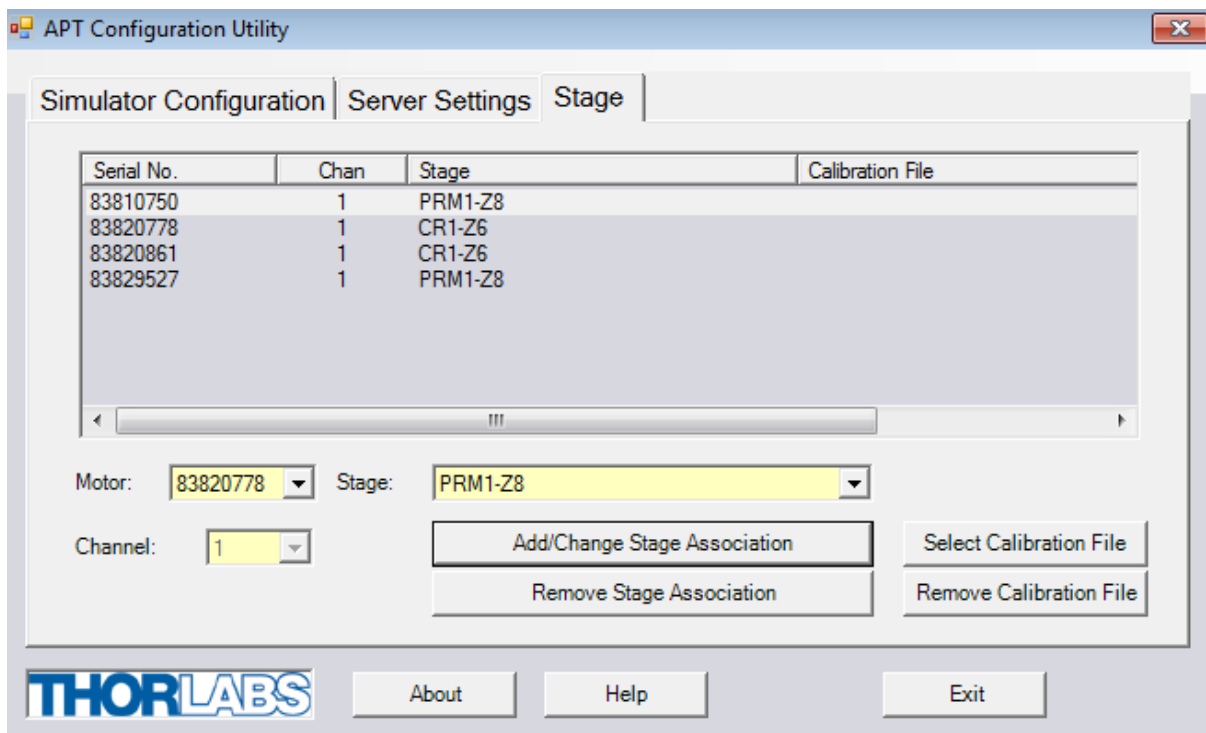 APT Configuration Utility
Simulator Configuration Server Settings Stage
Serial No. Chan Stage Calibration File
83810750 1 PRM1-Z8
83820778 1 CR1-Z6
83820861 1 CR1-Z6
83829527 1 PRM1-Z8
Motor: 83820778 Stage: PRM1-Z8
Channel: 1 Add/Change Stage Association Select Calibration File
Remove Stage Association Remove Calibration File
THORLABS About Help Exit